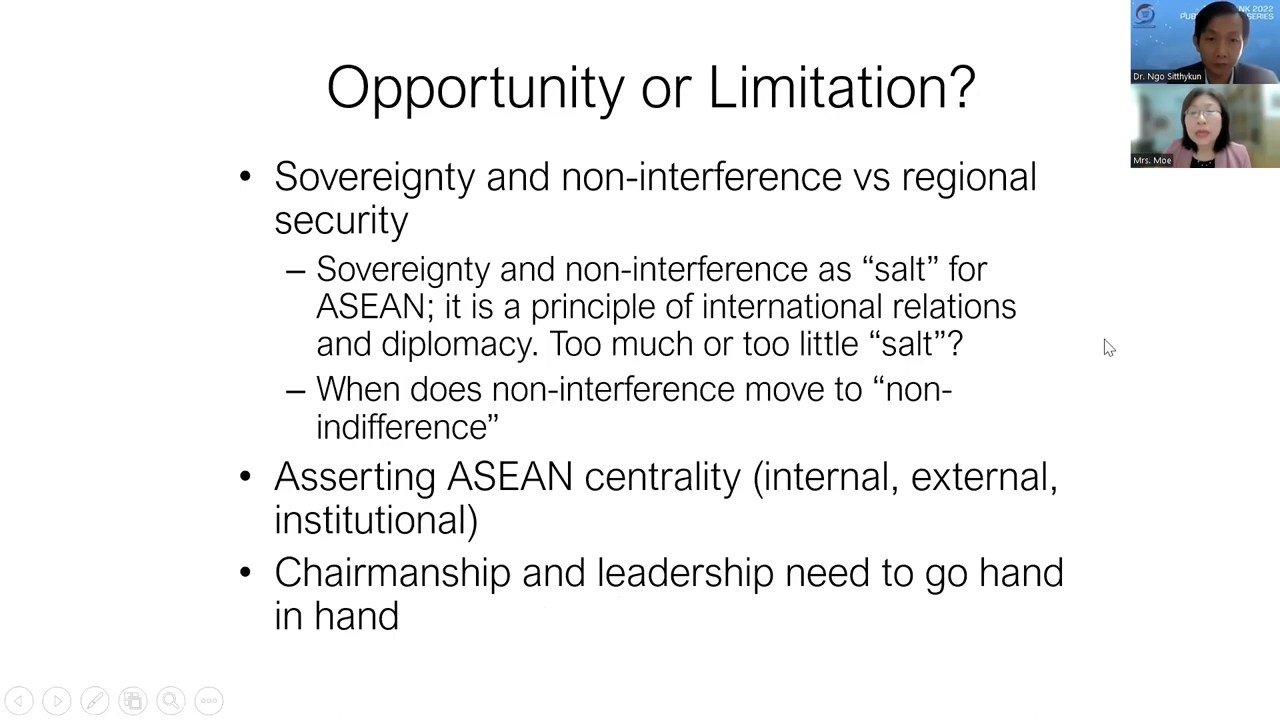 Opportunity or Limitation?
• Sovereignty and non-interference vs regional
security
– Sovereignty and non-interference as “salt” for
ASEAN; it is a principle of international relations
and diplomacy. Too much or too little “salt”?
– When does non-interference move to “non-
indifference”
• Asserting ASEAN centrality (internal, external,
institutional)
• Chairmanship and leadership need to go hand
in hand
2022
SERIES
Dr. Ngo Sitthykun
Mrs. Moe